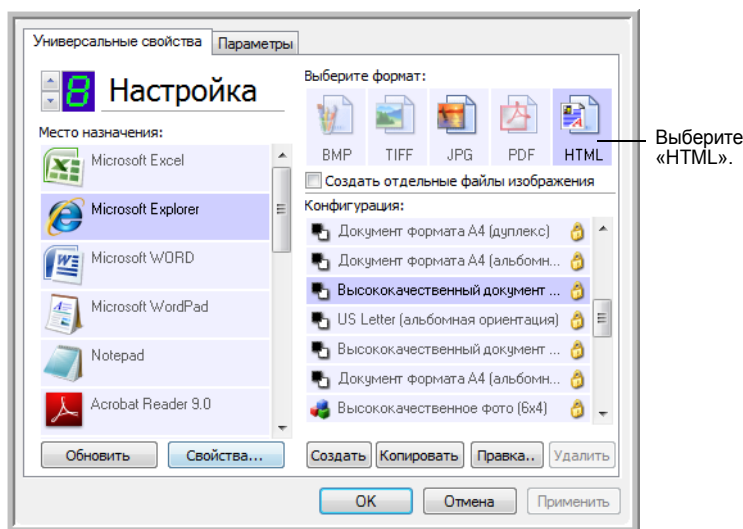 Универсальные свойства
Параметры
8 Настройка
Место назначения:
Microsoft Excel
Microsoft Explorer
Microsoft WORD
Microsoft WordPad
Notepad
Acrobat Reader 9.0
Обновить
Свойства...
Выберите формат:
BMP TIFF JPG PDF HTML
Создать отдельные файлы изображения
Конфигурация:
Документ формата A4 (дуплекс)
Документ формата A4 (альбомн...
Высококачественный документ ...
US Letter (альбомная ориентация)
Высококачественный документ ...
Документ формата A4 (альбомн...
Высококачественное фото (6x4)
Создать
Копировать
Правка..
Удалить
OK
Отмена
Применить
Выберите
«HTML».